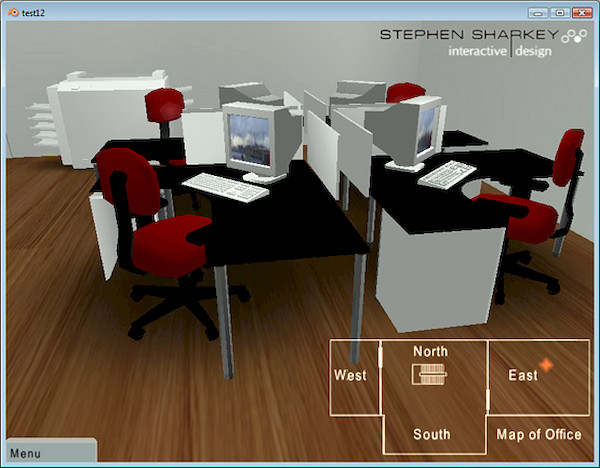 test12
STEPHEN SHARKEY
interactive design
North
West
East
South
Map of Office
Menu